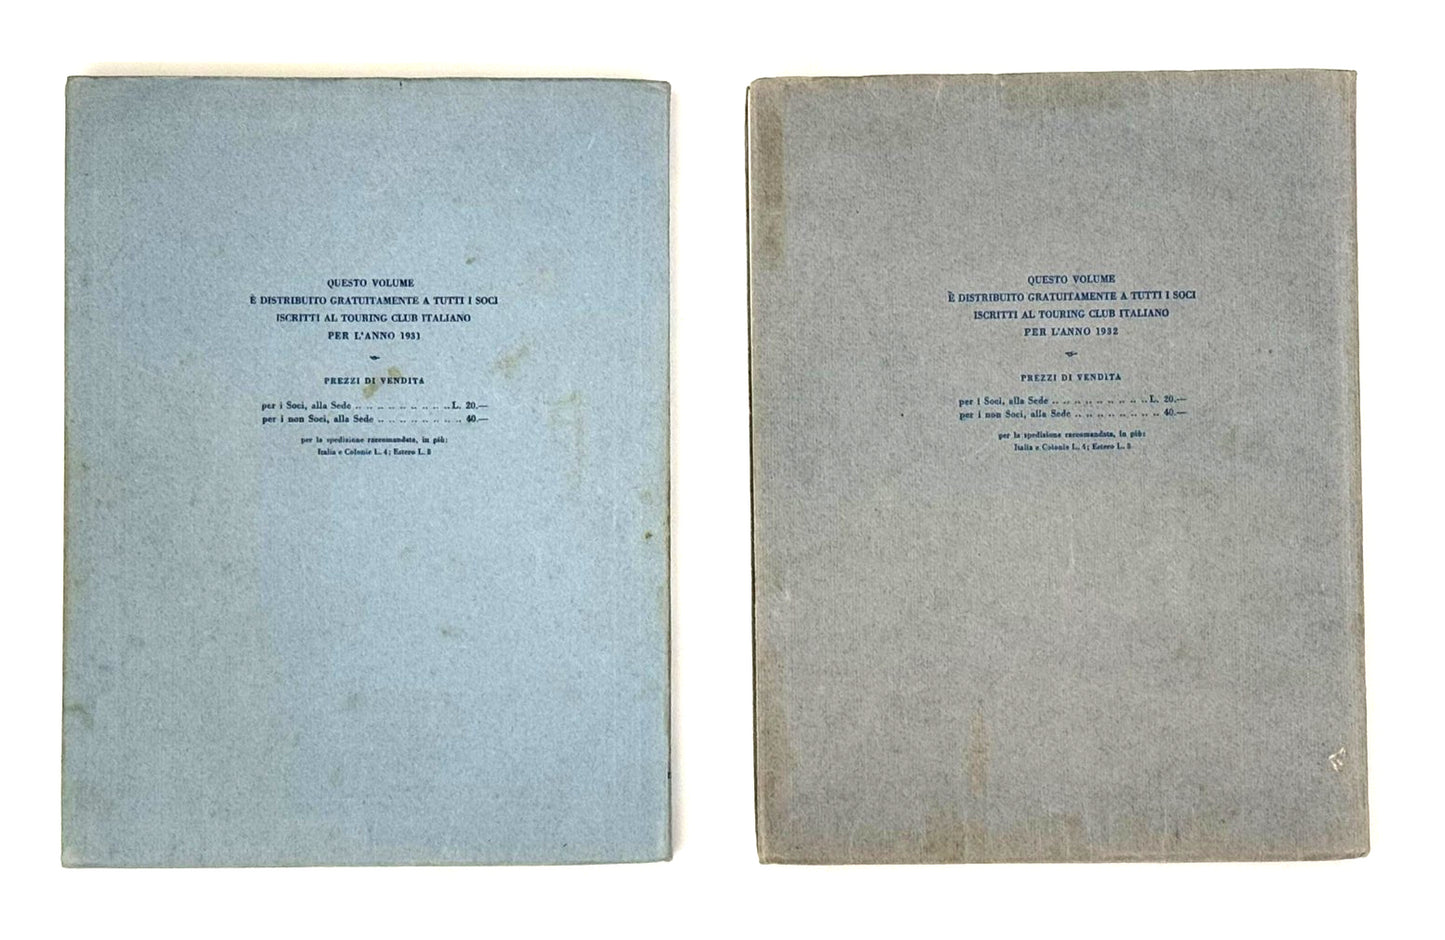 QUESTO VOLUME
È DISTRIBUITO GRATUITAMENTE A TUTTI I SOCI
ISCRITTI AL TOURING CLUB ITALIANO
PER L'ANNO 1931
PREZZI DI VENDITA
per i Soci, alla Sede .. .. .. .. .. .. .. .. .. L. 20,—
per i non Soci, alla Sede .. .. .. .. .. .. .. .. 40,—
per la spedizione raccomandata, in più:
Italia e Colonie L. 4; Estero L. 8
QUESTO VOLUME
È DISTRIBUITO GRATUITAMENTE A TUTTI I SOCI
ISCRITTI AL TOURING CLUB ITALIANO
PER L'ANNO 1932
PREZZI DI VENDITA
per i Soci, alla Sede .. .. .. .. .. .. .. .. .. L. 20,—
per i non Soci, alla Sede .. .. .. .. .. .. .. .. 40,—
per la spedizione raccomandata, in più:
Italia e Colonie L. 4; Estero L. 8